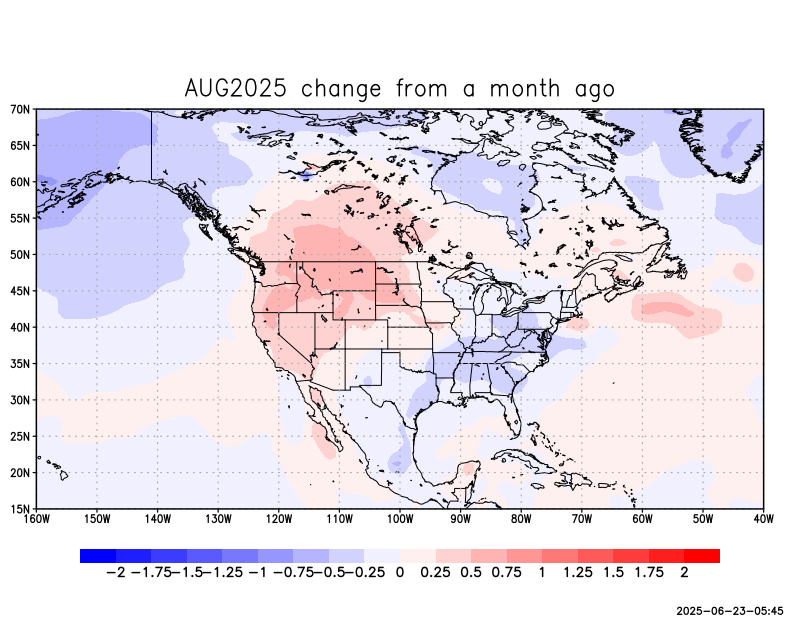 AUG2025 change from a month ago
70N
65N
60N
55N
50N
45N
40N
35N
30N
25N
20N
15N
160W 150W 140W 130W 120W 110W 100W 90W 80W 70W 60W 50W 40W
−2 −1.75 −1.5 −1.25 −1 −0.75 −0.5 −0.25 0 0.25 0.5 0.75 1 1.25 1.5 1.75 2
2025−06−23−05:45